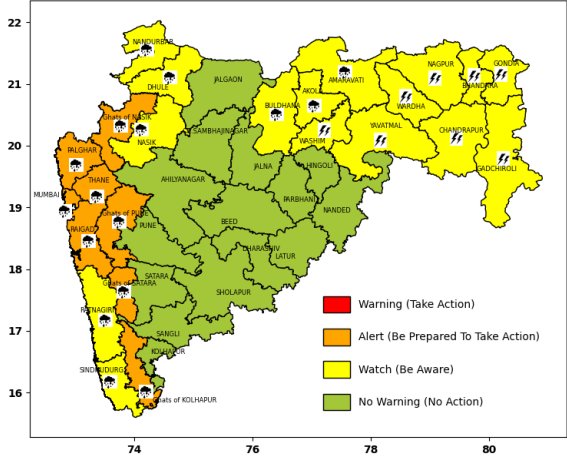 22
21
20
19
18
17
16
74
76
78
80
NANDURBAR
DHULE
JALGAON
Ghats of NASIK
NASIK
SAMBHAJINAGAR
BULDHANA
AKOLA
AMARAVATI
WASHIM
WARDHA
NAGPUR
BHANDARA
GONDIA
YAVATMAL
CHANDRAPUR
GADCHIROLI
PALGHAR
THANE
MUMBAI
RAIGAD
Ghats of PUNE
PUNE
AHILYANAGAR
JALNA
HINGOLI
PARBHANI
NANDED
BEED
DHARASHIV
LATUR
SATARA
Ghats of SATARA
SHOLAPUR
RATNAGIRI
SANGLI
KOLHAPUR
SINDHUDURG
Ghats of KOLHAPUR
Warning (Take Action)
Alert (Be Prepared To Take Action)
Watch (Be Aware)
No Warning (No Action)